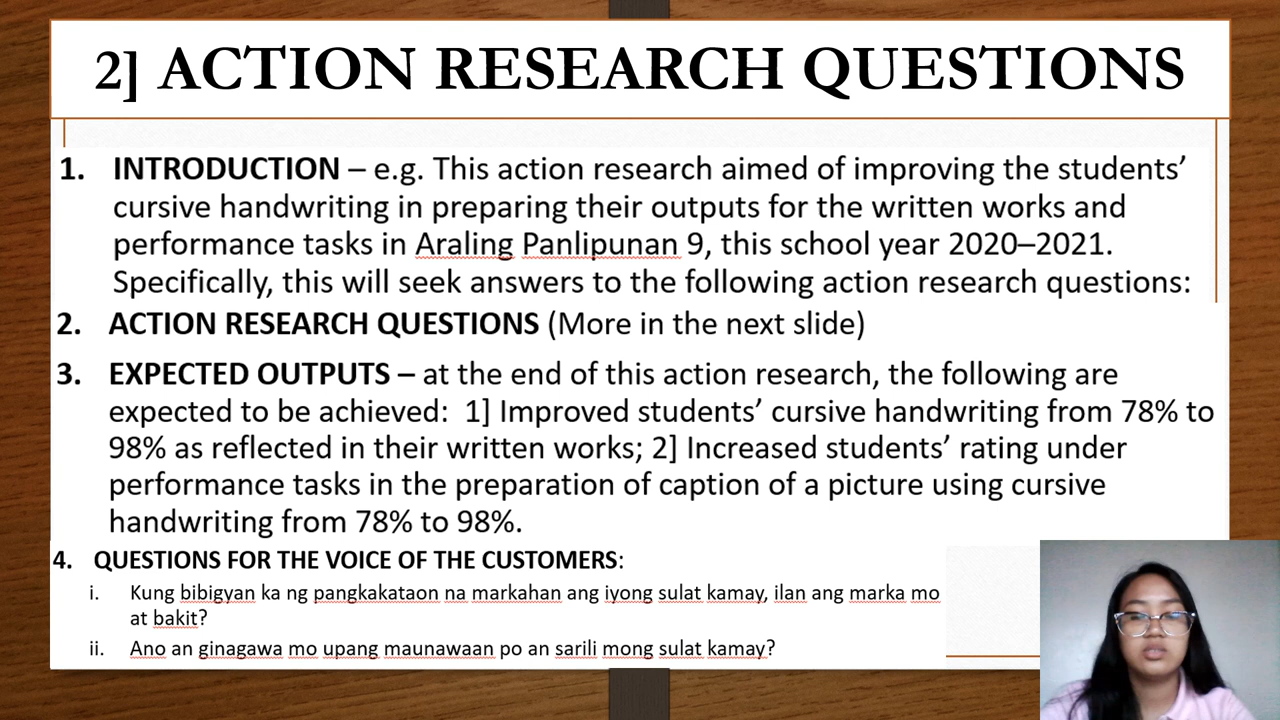 2] ACTION RESEARCH QUESTIONS
1. INTRODUCTION – e.g. This action research aimed of improving the students’
cursive handwriting in preparing their outputs for the written works and
performance tasks in Araling Panlipunan 9, this school year 2020–2021.
Specifically, this will seek answers to the following action research questions:
2. ACTION RESEARCH QUESTIONS (More in the next slide)
3. EXPECTED OUTPUTS – at the end of this action research, the following are
expected to be achieved: 1] Improved students’ cursive handwriting from 78% to
98% as reflected in their written works; 2] Increased students’ rating under
performance tasks in the preparation of caption of a picture using cursive
handwriting from 78% to 98%.
4. QUESTIONS FOR THE VOICE OF THE CUSTOMERS:
i. Kung bibigyan ka ng pangkakataon na markahan ang iyong sulat kamay, ilan ang marka mo
at bakit?
ii. Ano an ginagawa mo upang maunawaan po an sarili mong sulat kamay?